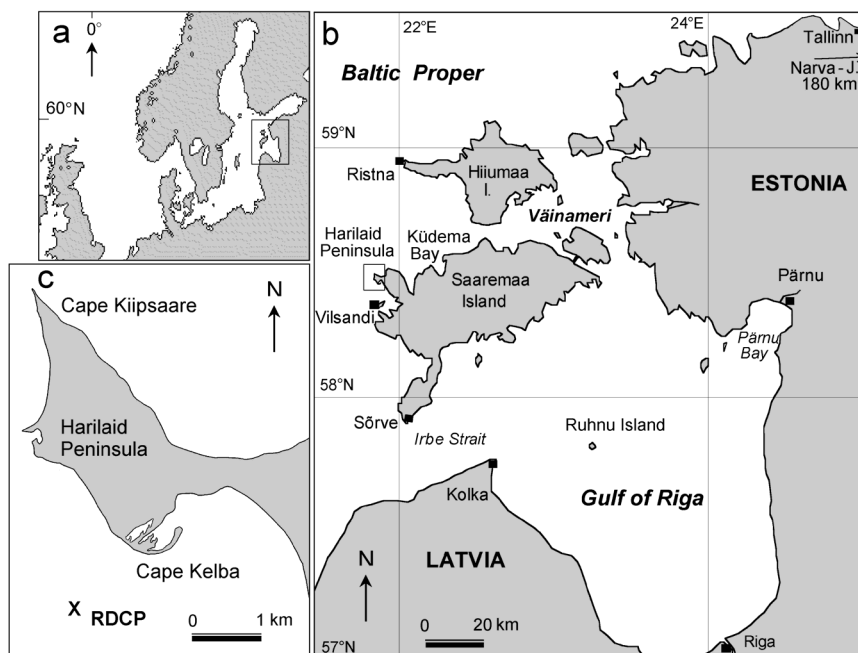 a
0°
60°N
b
22°E
24°E
Tallinn
Narva-J.
180 km
Baltic Proper
59°N
Ristna
Hiiumaa
I.
ESTONIA
Väinameri
Harilaid
Peninsula
Küdema
Bay
Saaremaa
Island
Pärnu
Vilsandi
Pärnu
Bay
58°N
Sõrve
Irbe Strait
Ruhnu Island
Kolka
Gulf of Riga
LATVIA
N
0 20 km
57°N
Riga
c
Cape Kiipsaare
N
Harilaid
Peninsula
Cape Kelba
X RDCP
0 1 km